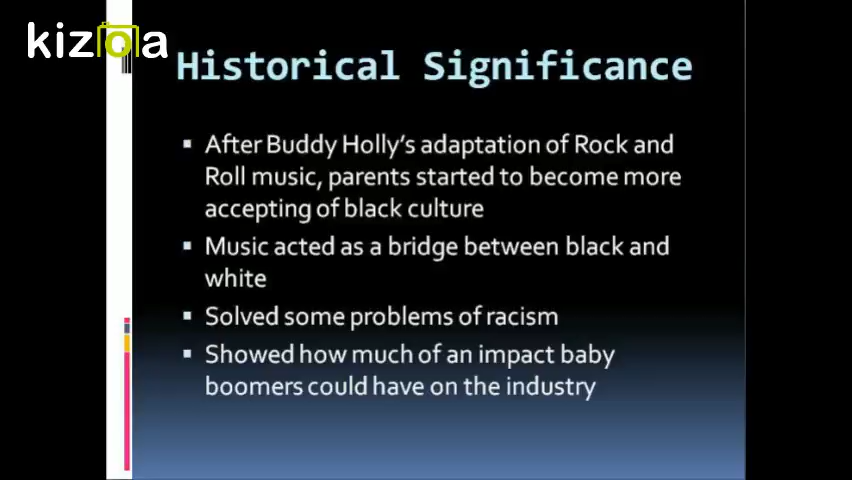 kizoa
Historical Significance
▪ After Buddy Holly's adaptation of Rock and
Roll music, parents started to become more
accepting of black culture
▪ Music acted as a bridge between black and
white
▪ Solved some problems of racism
▪ Showed how much of an impact baby
boomers could have on the industry